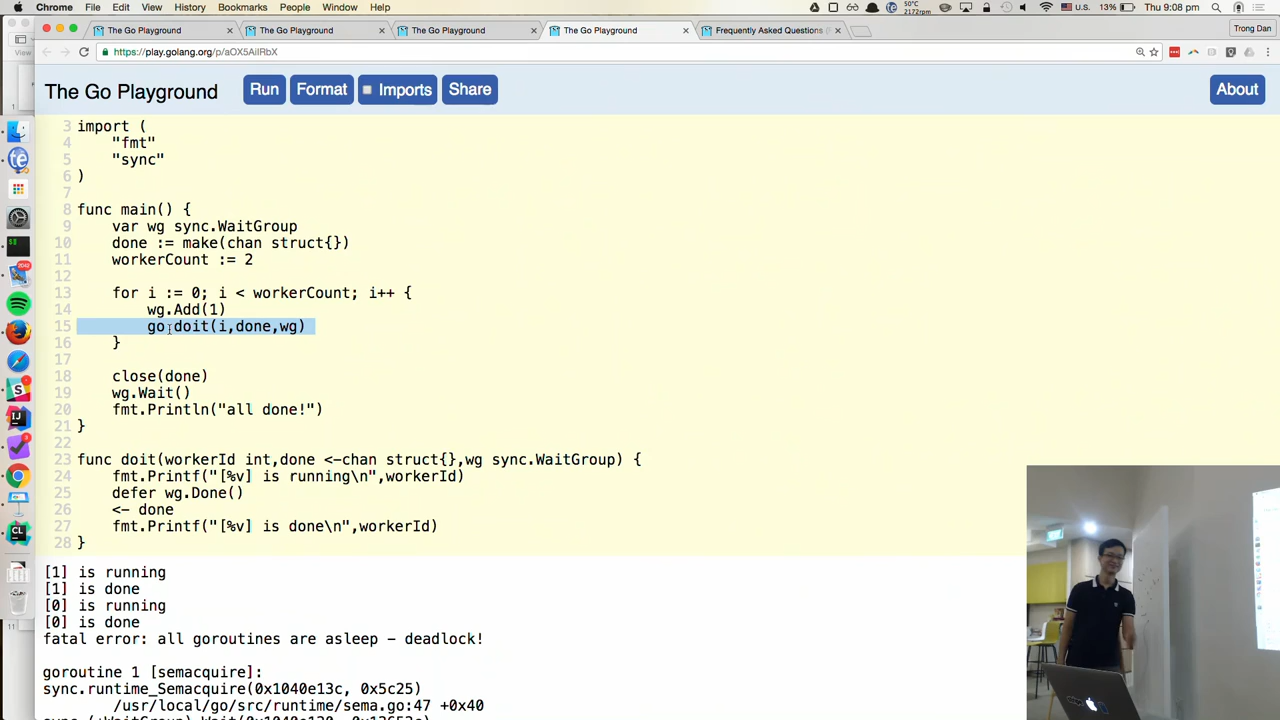 Chrome File Edit View History Bookmarks People Window Help
50°C
2172rpm
U.S. 13% Thu 9:08 pm
The Go Playground
The Go Playground
The Go Playground
The Go Playground
Frequently Asked Questions
Trong Dan
https://play.golang.org/p/aOX5AilRbX
View
The Go Playground Run Format Imports Share About
3 import (
4 "fmt"
5 "sync"
6 )
7
8 func main() {
9 var wg sync.WaitGroup
10 done := make(chan struct{})
11 workerCount := 2
12
13 for i := 0; i < workerCount; i++ {
14 wg.Add(1)
15 go doit(i,done,wg)
16 }
17
18 close(done)
19 wg.Wait()
20 fmt.Println("all done!")
21 }
22
23 func doit(workerId int,done <-chan struct{},wg sync.WaitGroup) {
24 fmt.Printf("[%v] is running\n",workerId)
25 defer wg.Done()
26 <- done
27 fmt.Printf("[%v] is done\n",workerId)
28 }
[1] is running
[1] is done
[0] is running
[0] is done
fatal error: all goroutines are asleep - deadlock!
goroutine 1 [semacquire]:
sync.runtime_Semacquire(0x1040e13c, 0x5c25)
/usr/local/go/src/runtime/sema.go:47 +0x40